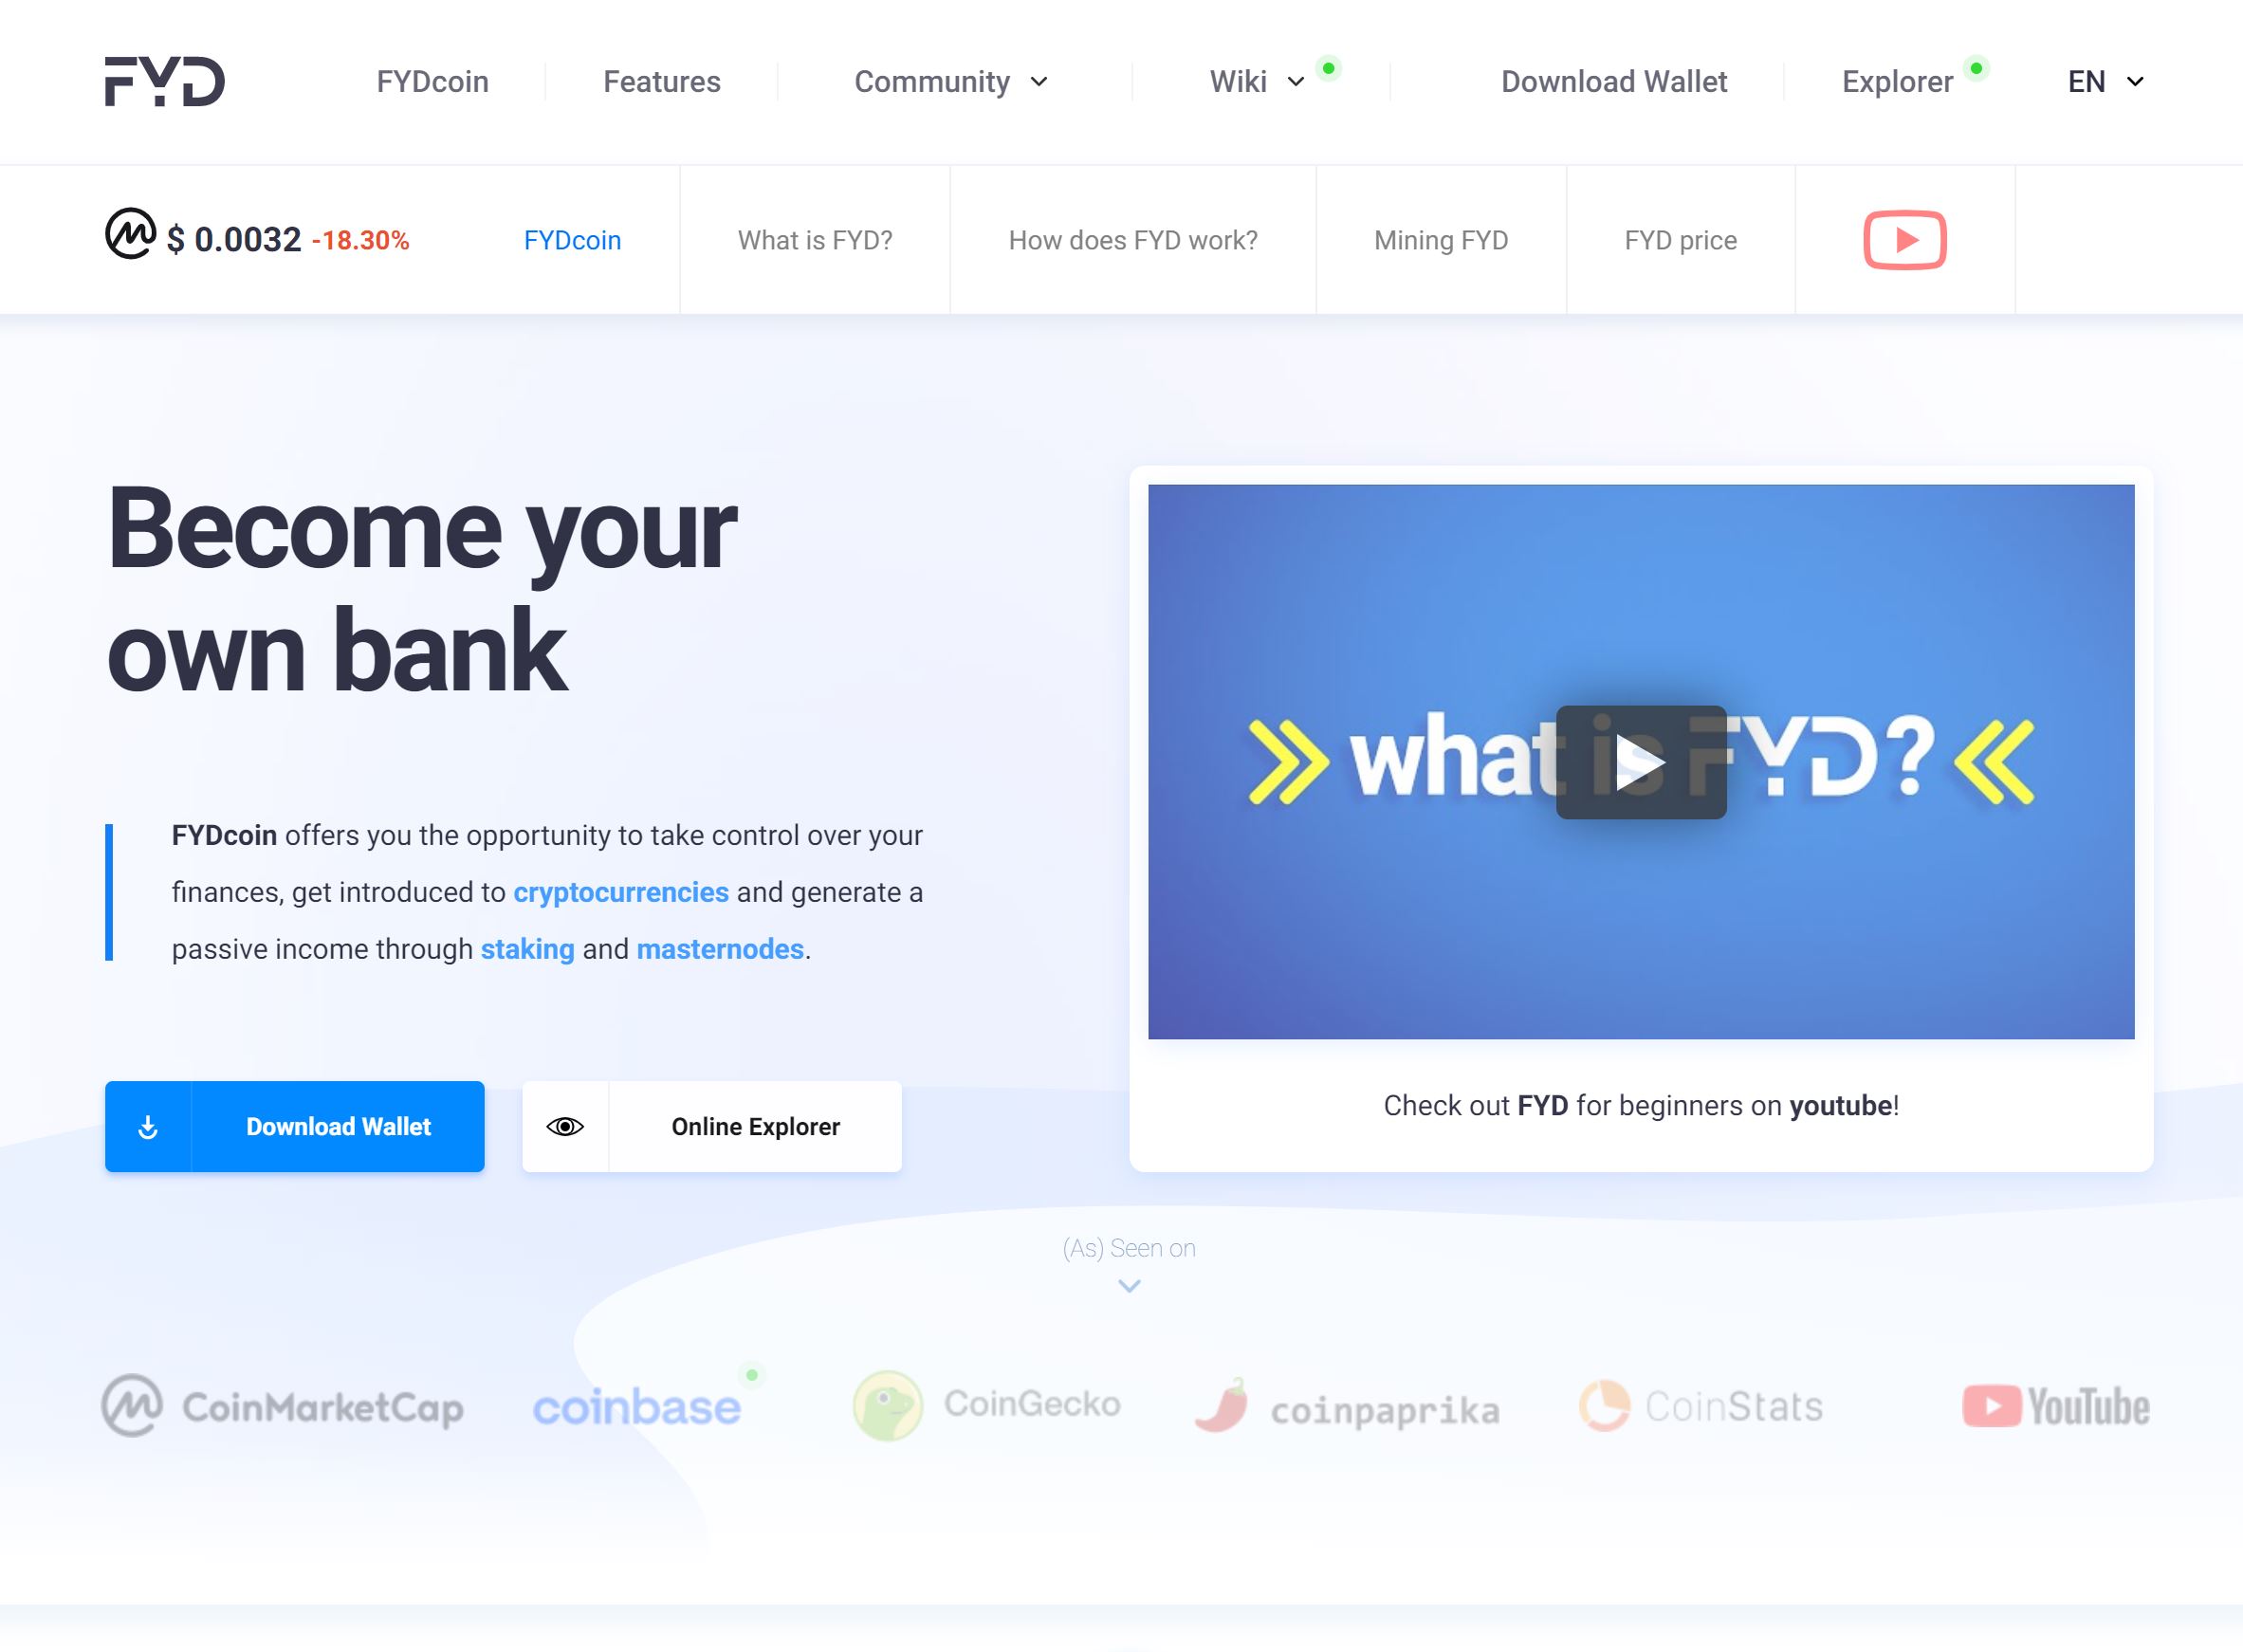 FYD
FYDcoin
Features
Community
Wiki
Download Wallet
Explorer
EN
$ 0.0032 -18.30%
FYDcoin
What is FYD?
How does FYD work?
Mining FYD
FYD price
Become your
own bank
FYDcoin offers you the opportunity to take control over your
finances, get introduced to cryptocurrencies and generate a
passive income through staking and masternodes.
Download Wallet
Online Explorer
what is FYD?
Check out FYD for beginners on youtube!
(As) Seen on
CoinMarketCap
coinbase
CoinGecko
coinpaprika
CoinStats
YouTube